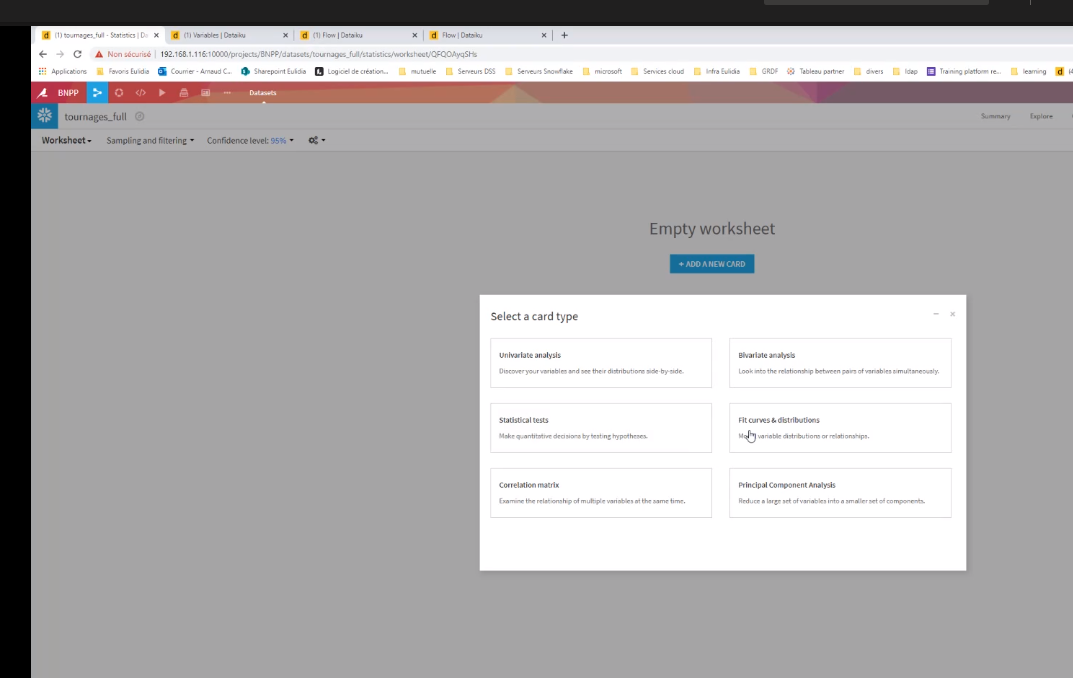 (1) tournages_full - Statistics | Da
(1) Variables | Dataiku
(1) Flow | Dataiku
Flow | Dataiku
Non sécurisé | 192.168.1.116:10000/projects/BNPP/datasets/tournages_full/statistics/worksheet/QFQOAyqSHs
Applications Favoris Eulidia Courrier - Arnaud C... Sharepoint Eulidia Logiciel de création... mutuelle Serveurs DSS Serveurs Snowflake microsoft Services cloud Infra Eulidia GRDF Tableau partner divers ldap Training platform re... learning
BNPP ... Datasets
tournages_full
Summary Explore
Worksheet Sampling and filtering Confidence level: 95%
Empty worksheet
+ ADD A NEW CARD
Select a card type
Univariate analysis
Discover your variables and see their distributions side-by-side.
Bivariate analysis
Look into the relationship between pairs of variables simultaneously.
Statistical tests
Make quantitative decisions by testing hypotheses.
Fit curves & distributions
variable distributions or relationships.
Correlation matrix
Examine the relationship of multiple variables at the same time.
Principal Component Analysis
Reduce a large set of variables into a smaller set of components.